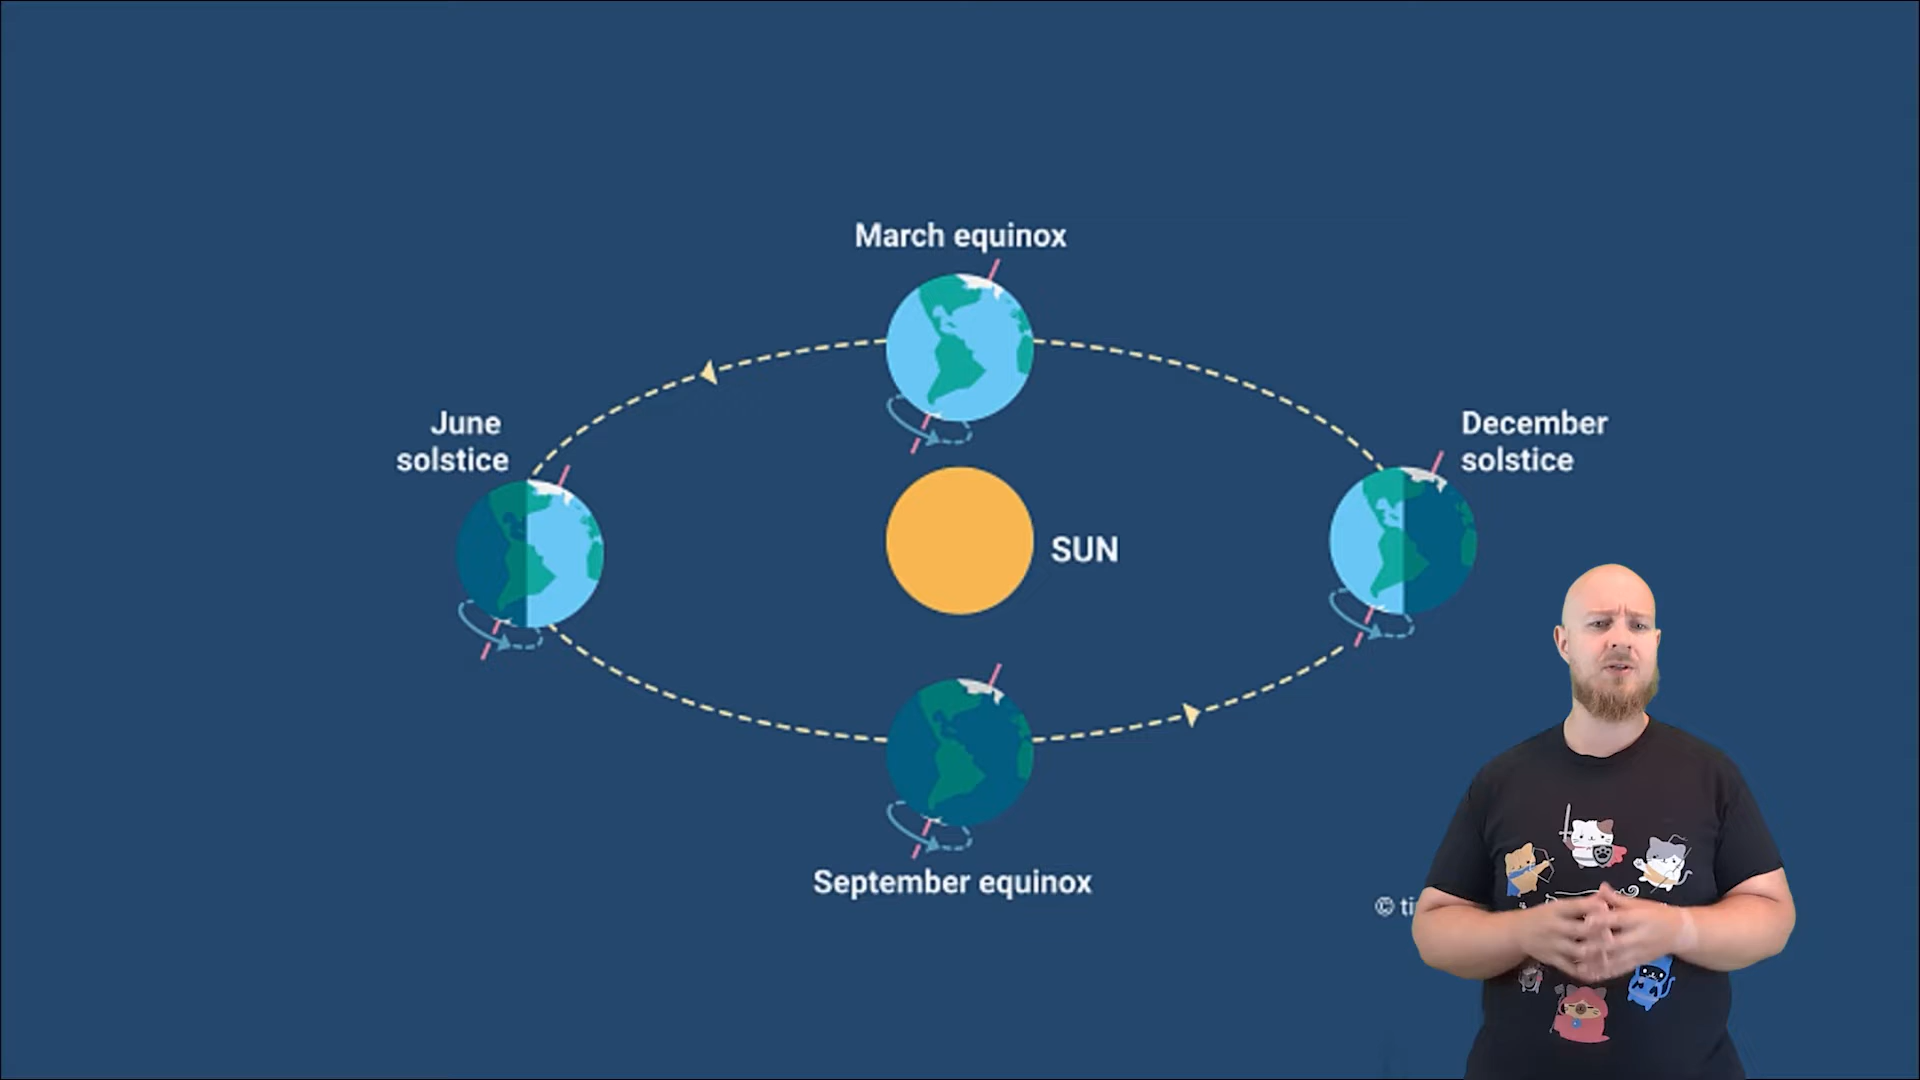 March equinox
June
solstice
December
solstice
SUN
September equinox
©